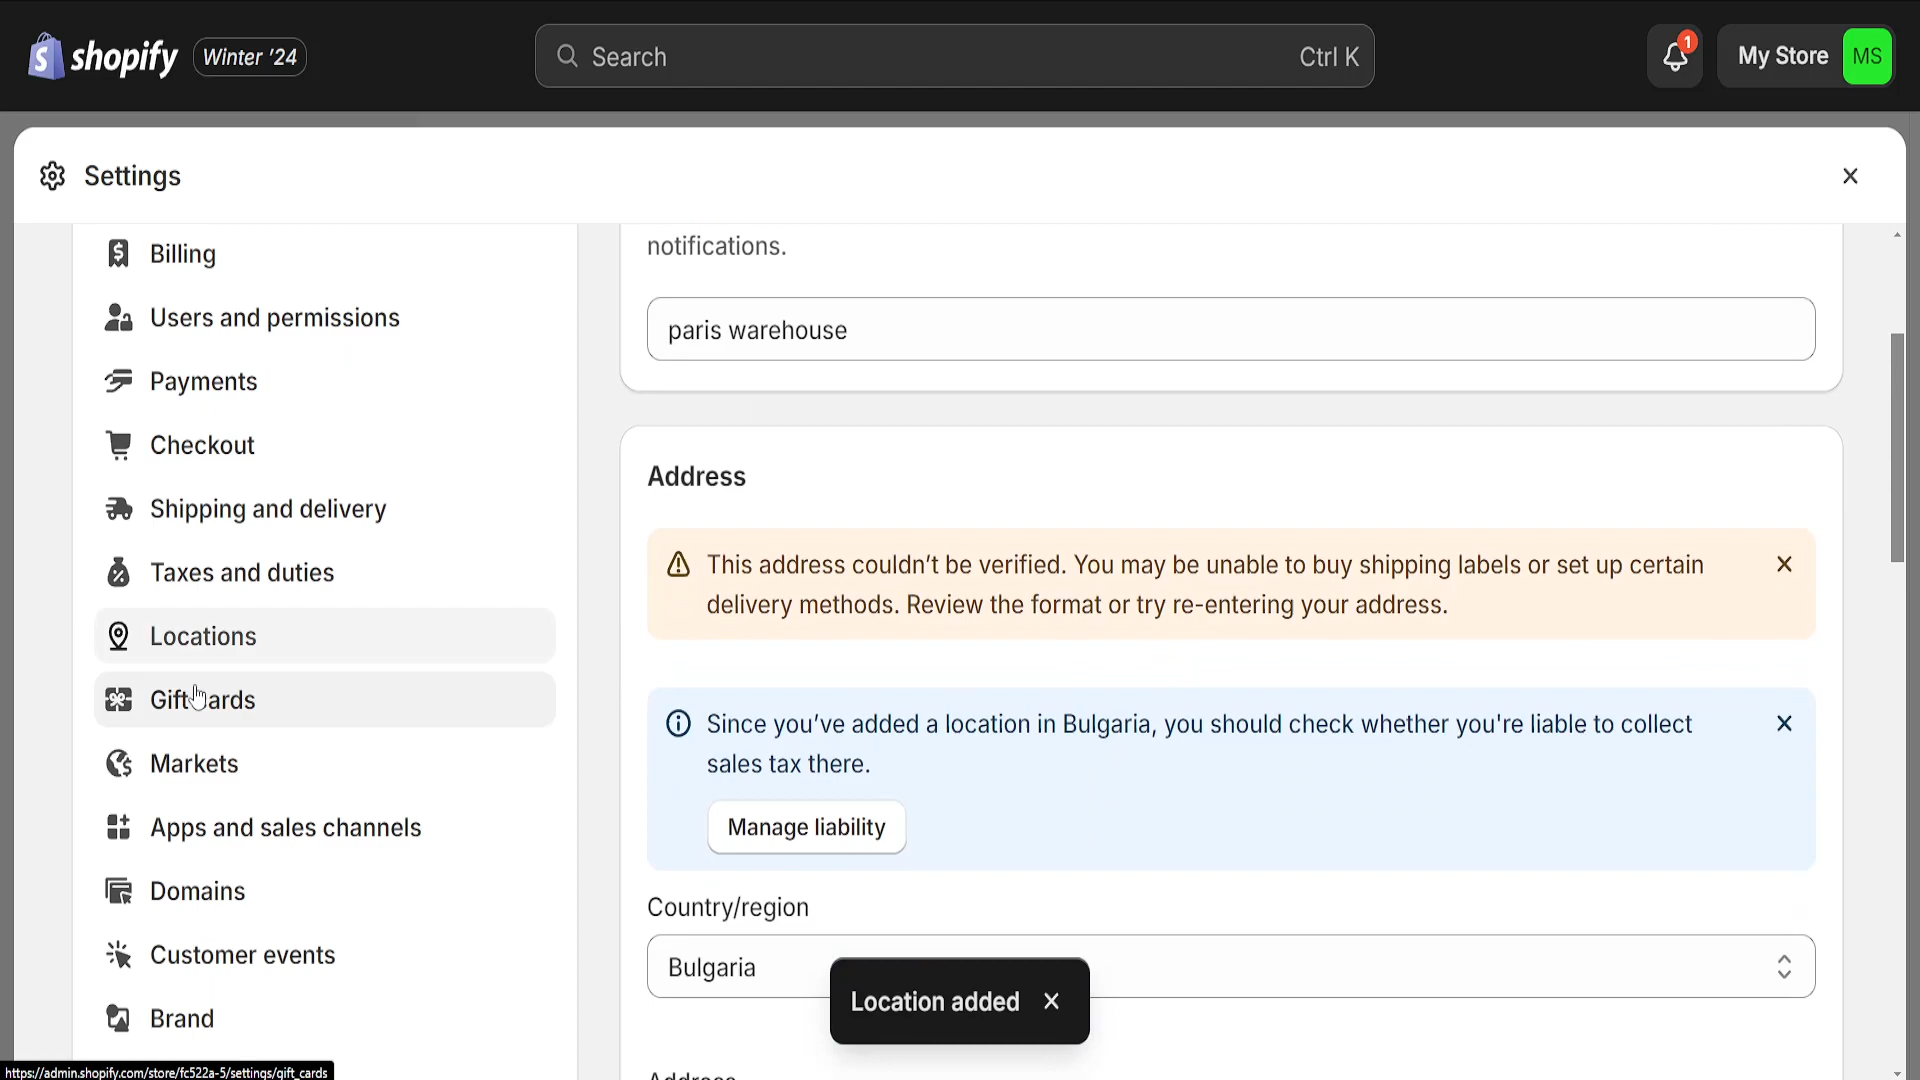 shopify Winter '24 Search Ctrl K 1 My Store MS
Settings
Billing
Users and permissions
Payments
Checkout
Shipping and delivery
Taxes and duties
Locations
Gift cards
Markets
Apps and sales channels
Domains
Customer events
Brand
notifications.
paris warehouse
Address
This address couldn't be verified. You may be unable to buy shipping labels or set up certain
delivery methods. Review the format or try re-entering your address.
Since you've added a location in Bulgaria, you should check whether you're liable to collect
sales tax there.
Manage liability
Country/region
Bulgaria
Location added
Address
https://admin.shopify.com/store/fc522a-5/settings/gift_cards